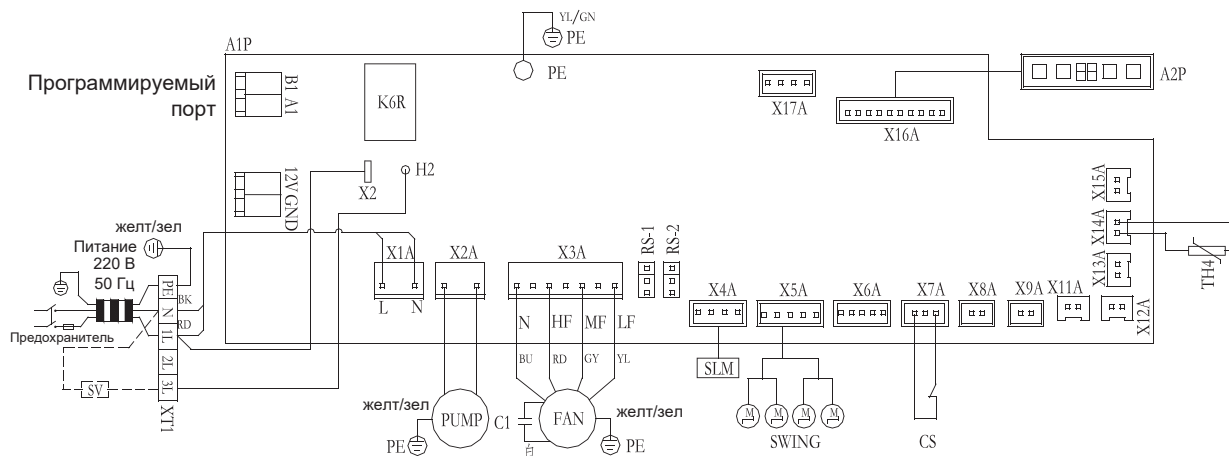 YL/GN
PE
PE
A1P
Программируемый
порт
B1 A1
K6R
X17A
X16A
A2P
12V GND
X2
H2
X15A
X14A
X13A
TH4
желт/зел
Питание
220 В
50 Гц
Предохранитель
PE
N
1L
2L
3L
BK
RD
XT1
SV
X1A
L
N
X2A
X3A
N
HF
MF
LF
BU
RD
GY
YL
RS-1
RS-2
X4A
X5A
X6A
X7A
X8A
X9A
X11A
X12A
SLM
желт/зел
PUMP
PE
C1
白
FAN
желт/зел
PE
M
M
M
M
SWING
CS